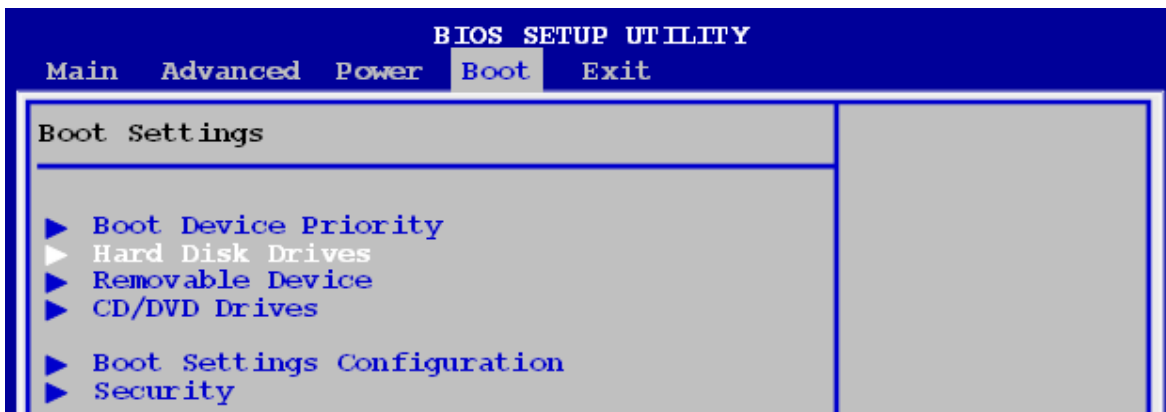 BIOS SETUP UTILITY
Main Advanced Power Boot Exit
Boot Settings
Boot Device Priority
Hard Disk Drives
Removable Device
CD/DVD Drives
Boot Settings Configuration
Security